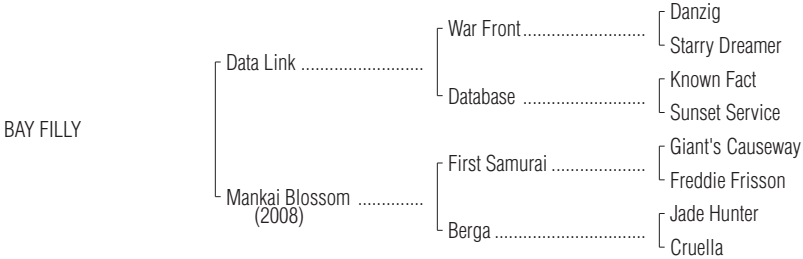 Danzig
War Front..........................
Starry Dreamer
Data Link ..........................
Known Fact
Database ..........................
Sunset Service
BAY FILLY
Giant's Causeway
First Samurai ....................
Freddie Frisson
Mankai Blossom ..............
(2008)
Jade Hunter
Berga ................................
Cruella